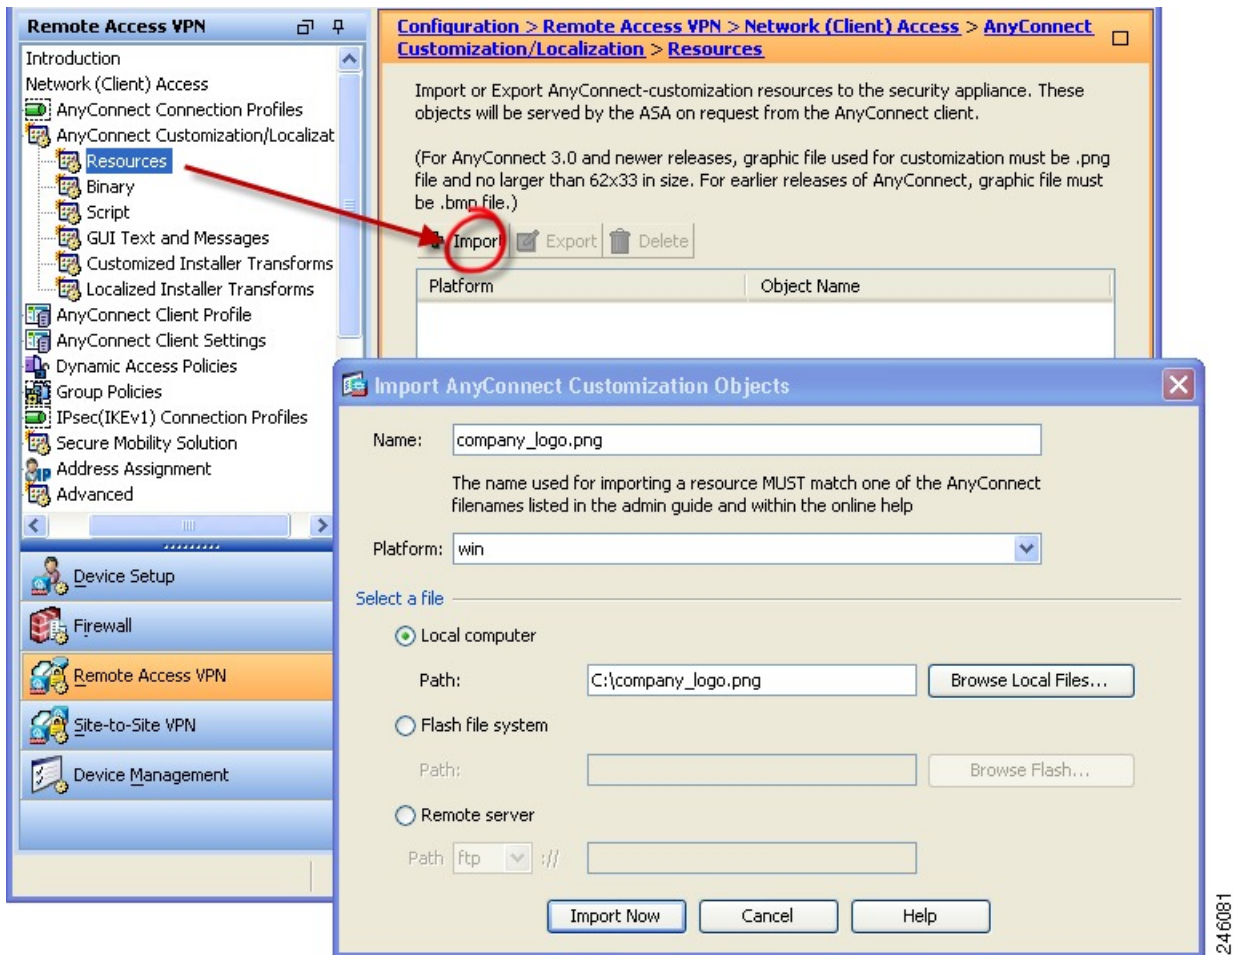 Remote Access VPN
Introduction
Network (Client) Access
AnyConnect Connection Profiles
AnyConnect Customization/Localizat
Resources
Binary
Script
GUI Text and Messages
Customized Installer Transforms
Localized Installer Transforms
AnyConnect Client Profile
AnyConnect Client Settings
Dynamic Access Policies
Group Policies
IPsec(IKEv1) Connection Profiles
Secure Mobility Solution
Address Assignment
Advanced
Device Setup
Firewall
Remote Access VPN
Site-to-Site VPN
Device Management
Configuration > Remote Access VPN > Network (Client) Access > AnyConnect
Customization/Localization > Resources
Import or Export AnyConnect-customization resources to the security appliance. These
objects will be served by the ASA on request from the AnyConnect client.
(For AnyConnect 3.0 and newer releases, graphic file used for customization must be .png
file and no larger than 62x33 in size. For earlier releases of AnyConnect, graphic file must
be .bmp file.)
Import Export Delete
Platform Object Name
Import AnyConnect Customization Objects
Name: company_logo.png
The name used for importing a resource MUST match one of the AnyConnect
filenames listed in the admin guide and within the online help
Platform: win
Select a file
Local computer
Path: C:\company_logo.png Browse Local Files...
Flash file system
Path: Browse Flash...
Remote server
Path ftp ://
Import Now Cancel Help
246081